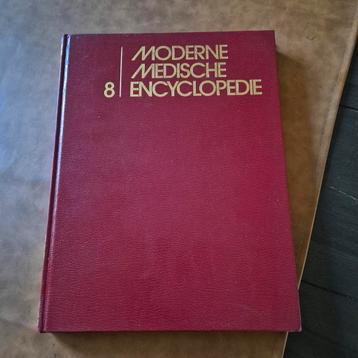 MODERNE
MEDISCHE
8 | ENCYCLOPEDIE